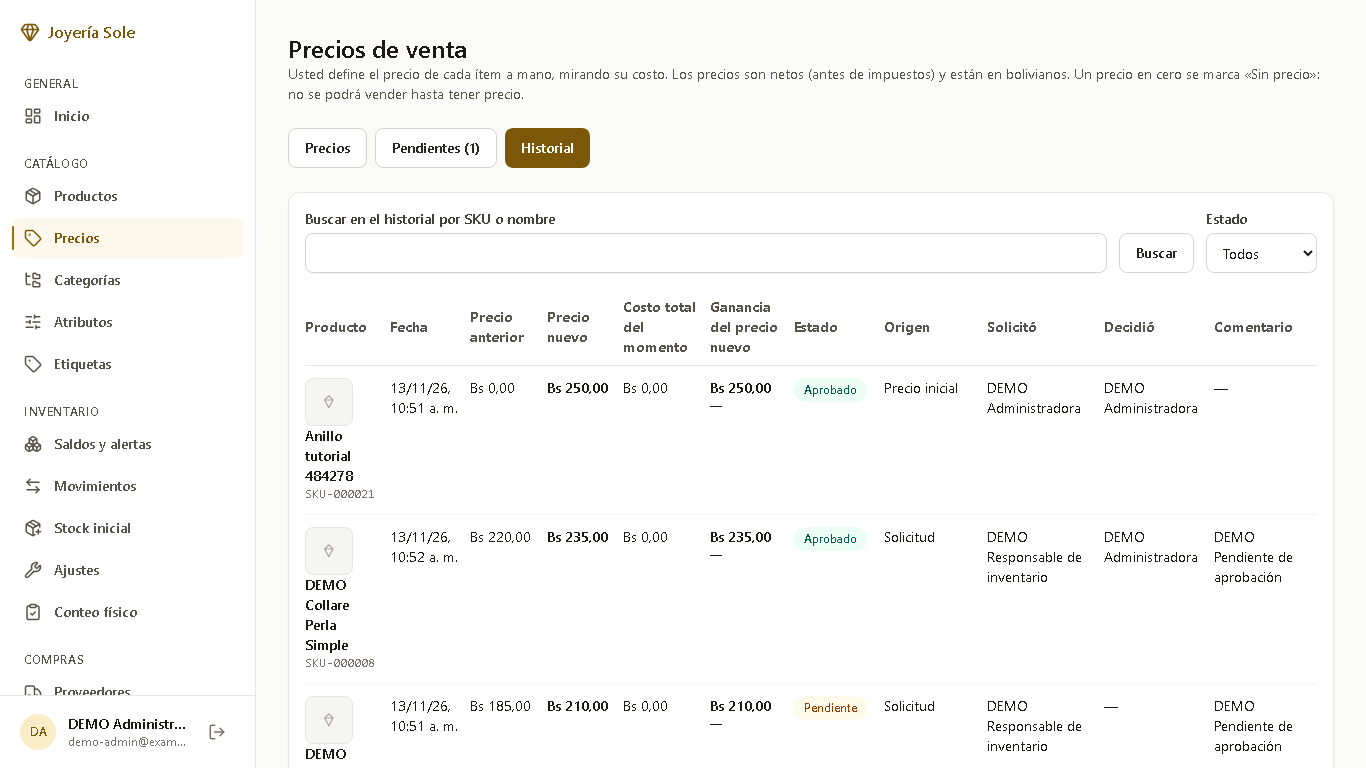 Joyería Sole
GENERAL
Inicio
CATÁLOGO
Productos
Precios
Categorías
Atributos
Etiquetas
INVENTARIO
Saldos y alertas
Movimientos
Stock inicial
Ajustes
Conteo físico
COMPRAS
Proveedores
DA
DEMO Administr...
demo-admin@exam...
Precios de venta
Usted define el precio de cada ítem a mano, mirando su costo. Los precios son netos (antes de impuestos) y están en bolivianos. Un precio en cero se marca «Sin precio»:
no se podrá vender hasta tener precio.
Precios
Pendientes (1)
Historial
Buscar en el historial por SKU o nombre
Buscar
Estado
Todos
Producto
Fecha
Precio
anterior
Precio
nuevo
Costo total
del
momento
Ganancia
del precio
nuevo
Estado
Origen
Solicitó
Decidió
Comentario
Anillo
tutorial
484278
SKU-000021
13/11/26,
10:51 a. m.
Bs 0,00
Bs 250,00
Bs 0,00
Bs 250,00
—
Aprobado
Precio inicial
DEMO
Administradora
DEMO
Administradora
—
DEMO
Collare
Perla
Simple
SKU-000008
13/11/26,
10:52 a. m.
Bs 220,00
Bs 235,00
Bs 0,00
Bs 235,00
—
Aprobado
Solicitud
DEMO
Responsable de
inventario
DEMO
Administradora
DEMO
Pendiente de
aprobación
DEMO
13/11/26,
10:51 a. m.
Bs 185,00
Bs 210,00
Bs 0,00
Bs 210,00
—
Pendiente
Solicitud
DEMO
Responsable de
inventario
—
DEMO
Pendiente de
aprobación